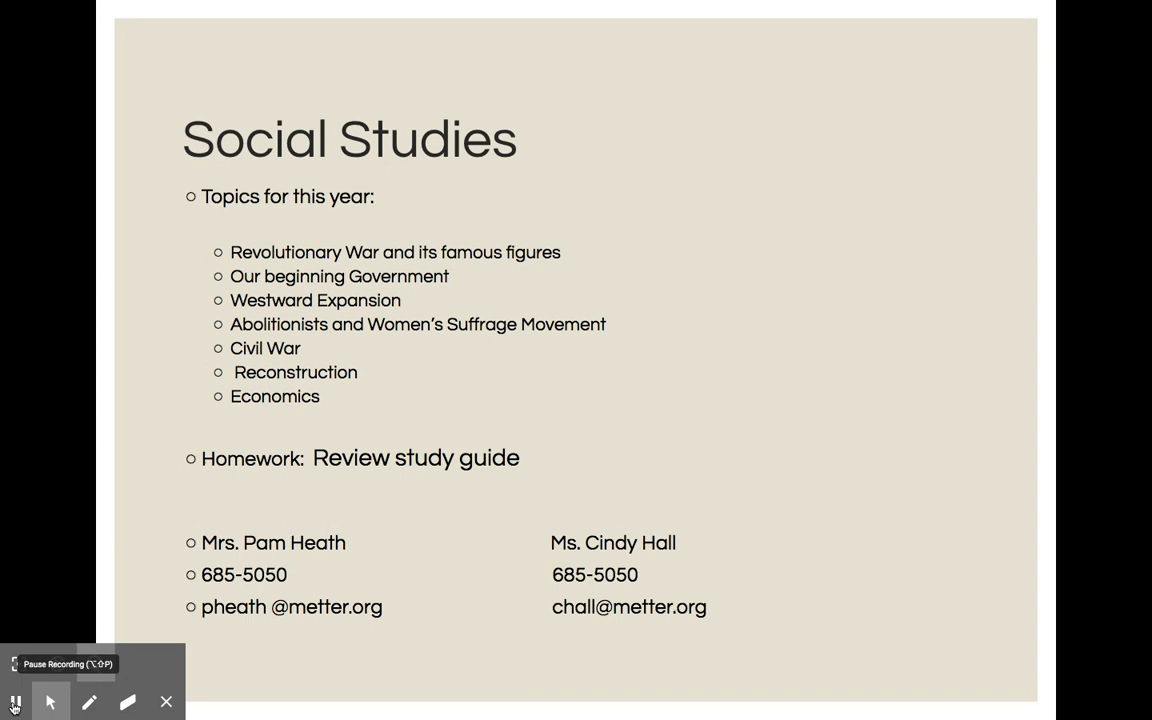 Social Studies
Topics for this year:
Revolutionary War and its famous figures
Our beginning Government
Westward Expansion
Abolitionists and Women's Suffrage Movement
Civil War
Reconstruction
Economics
Homework: Review study guide
Mrs. Pam Heath Ms. Cindy Hall
685-5050 685-5050
pheath @metter.org chall@metter.org
Pause Recording (⌥⇧P)